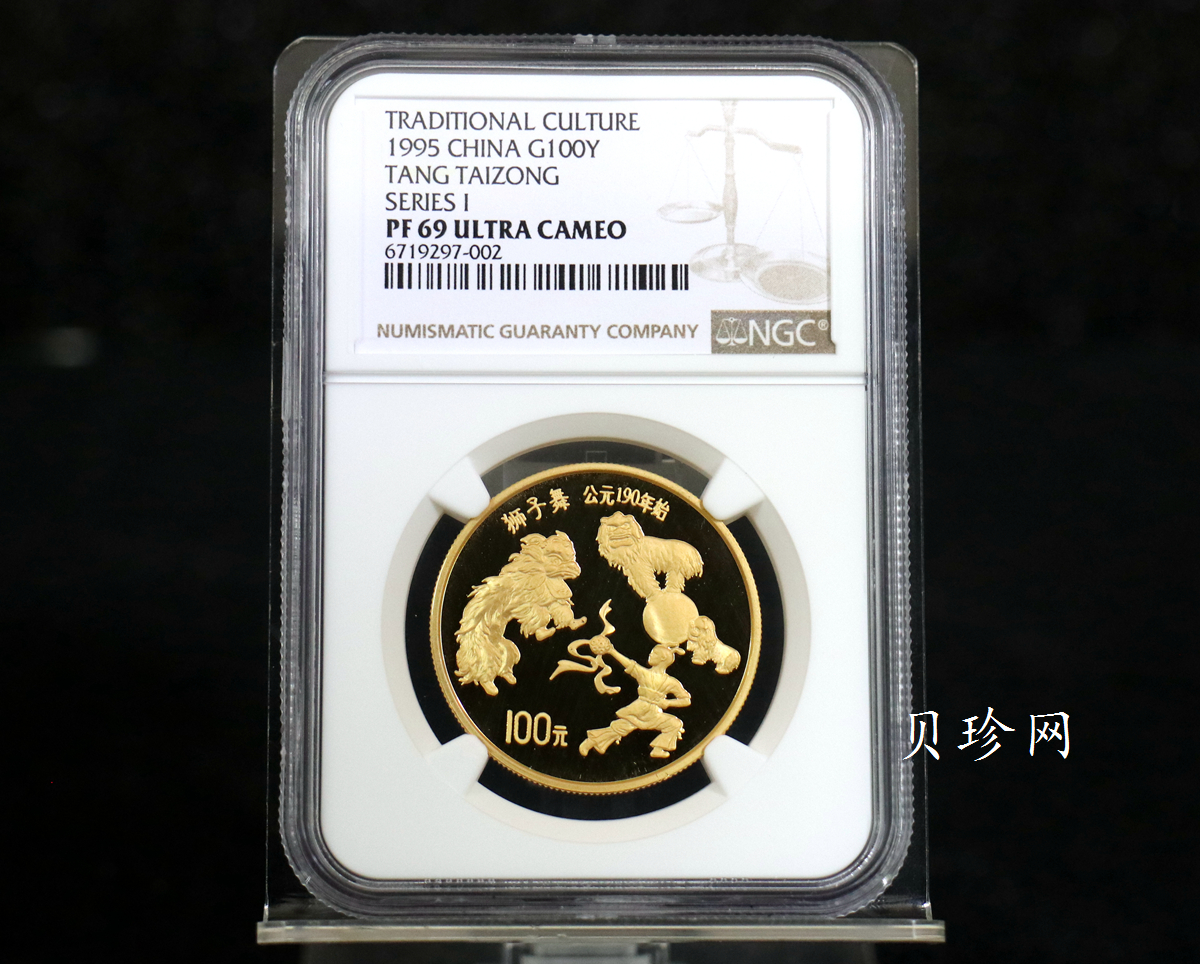 TRADITIONAL CULTURE
1995 CHINA G100Y
TANG TAIZONG
SERIES I
PF 69 ULTRA CAMEO
6719297-002
NUMISMATIC GUARANTY COMPANY
NGC®
狮子舞 公元190年始
100元
贝珍网